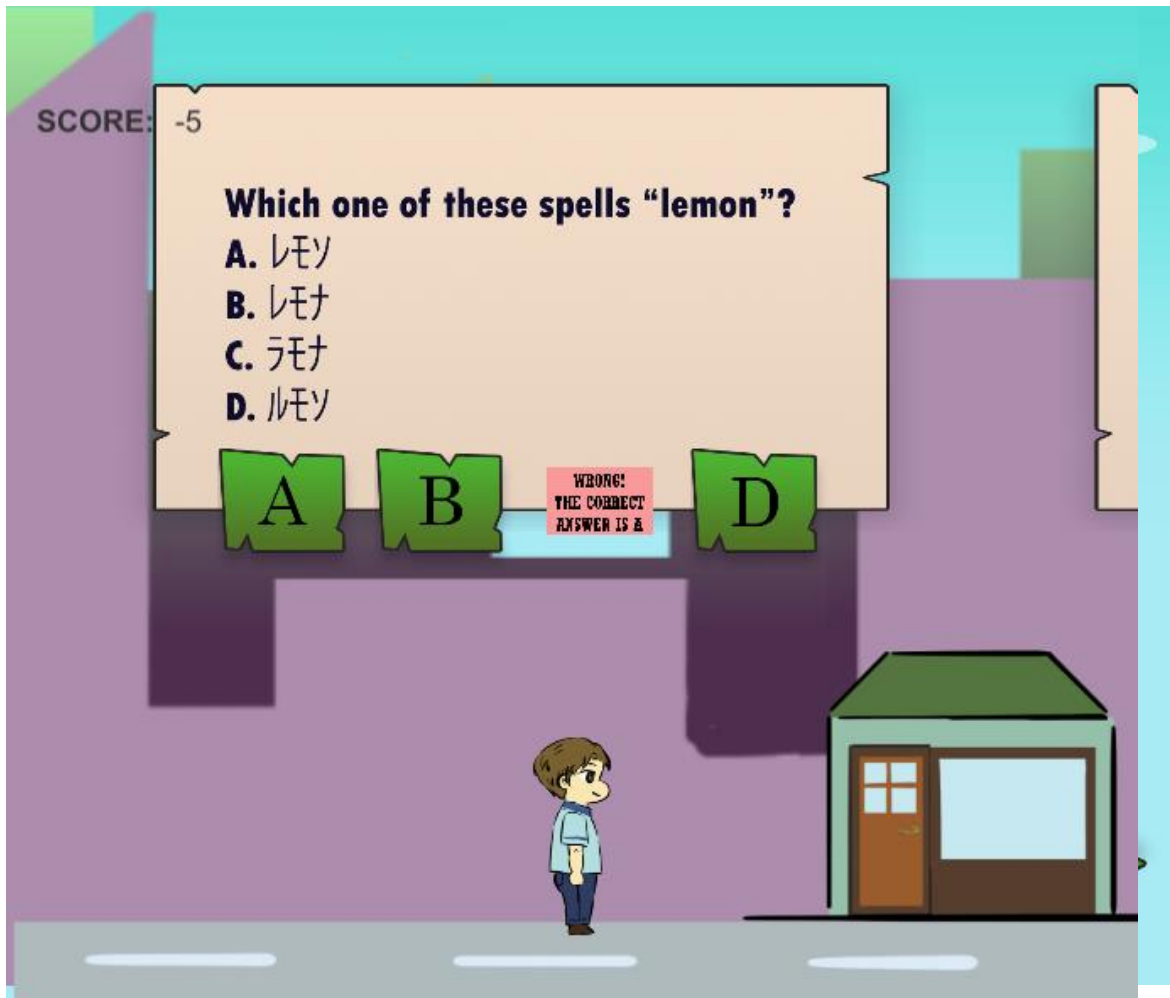 SCORE: -5
Which one of these spells “lemon”?
A. レモソ
B. レモナ
C. ラモナ
D. ルモソ
A B D
WRONG!
THE CORRECT
ANSWER IS A